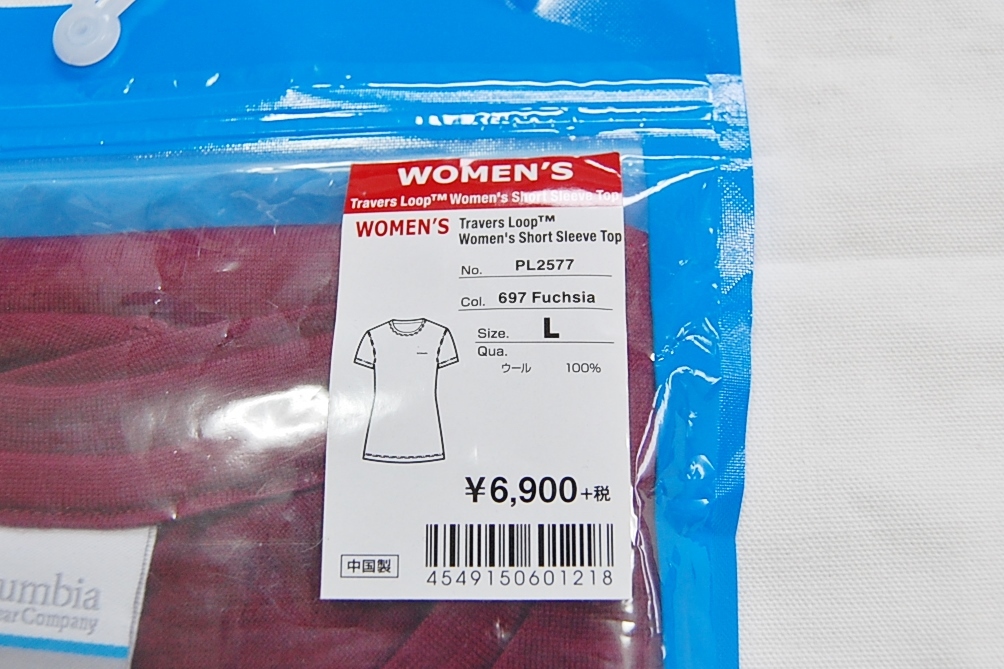 WOMEN'S
Travers Loop™ Women's Short Sleeve Top
WOMEN'S
Travers Loop™
Women's Short Sleeve Top
No. PL2577
Col. 697 Fuchsia
Size. L
Qua.
ウール 100%
¥6,900+税
中国製
4549150601218
umbia
ear Company